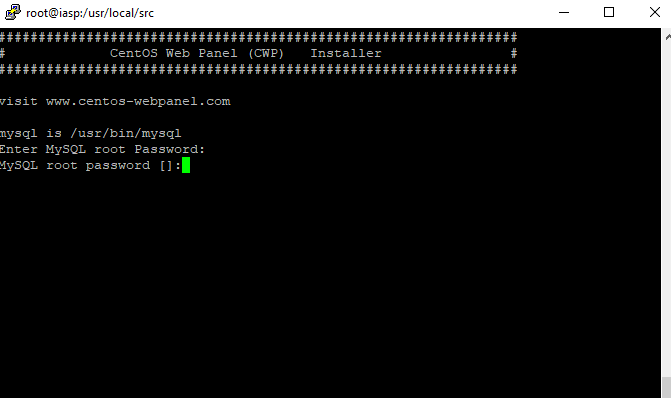 root@iasp:/usr/local/src
##################################################################
# CentOS Web Panel (CWP) Installer #
##################################################################
visit www.centos-webpanel.com
mysql is /usr/bin/mysql
Enter MySQL root Password:
MySQL root password []: